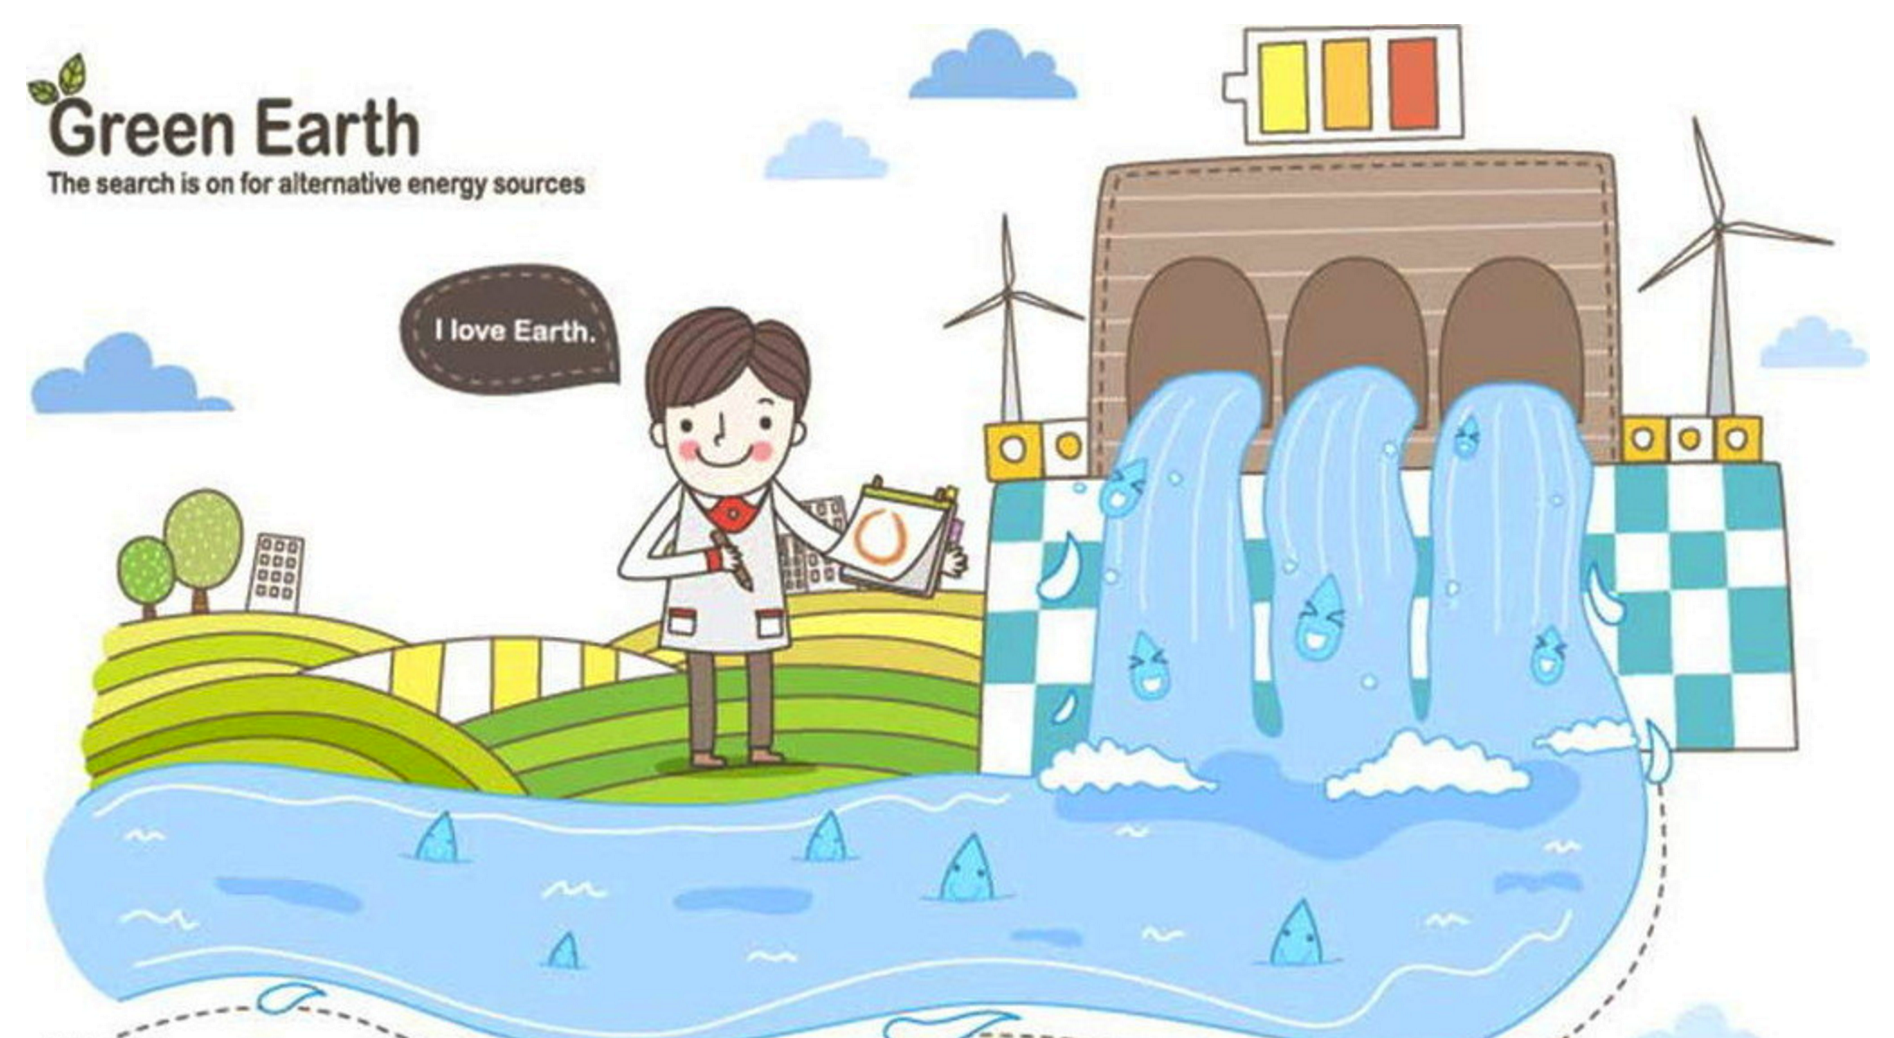 Green Earth
The search is on for alternative energy sources
I love Earth.